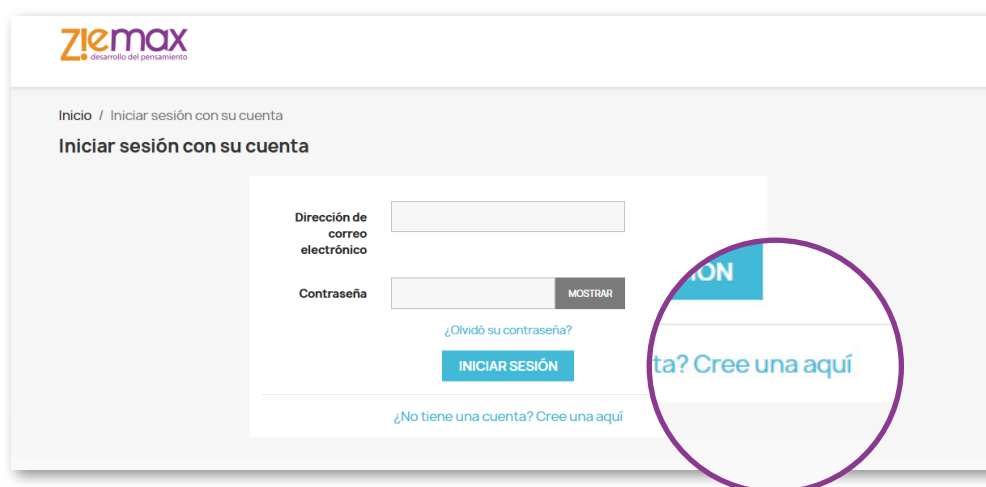 ziemax
desarrollo del pensamiento
Inicio / Iniciar sesión con su cuenta
Iniciar sesión con su cuenta
Dirección de
correo
electrónico
Contraseña
MOSTRAR
¿Olvidó su contraseña?
INICIAR SESIÓN
¿No tiene una cuenta? Cree una aquí
IÓN
ta? Cree una aquí